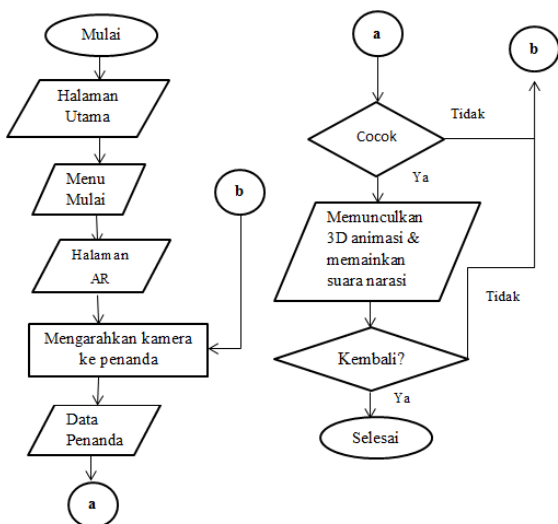 Mulai
Halaman
Utama
Menu
Mulai
Halaman
AR
b
Mengarahkan kamera
ke penanda
Data
Penanda
a
a
b
Cocok
Tidak
Ya
Memunculkan
3D animasi &
memainkan
suara narasi
Tidak
Kembali?
Ya
Selesai